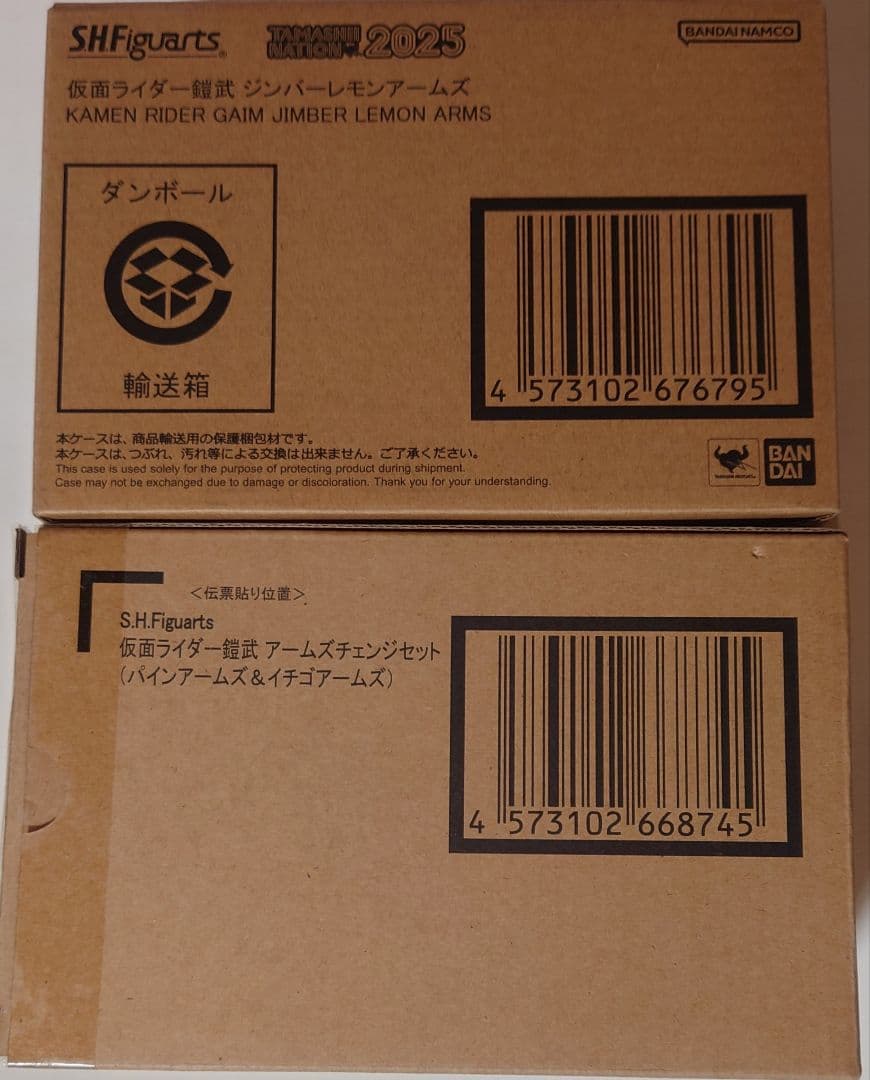 S.H.Figuarts®
TAMASHII NATION 2025
BANDAI NAMCO
仮面ライダー鎧武 ジンバーレモンアームズ
KAMEN RIDER GAIM JIMBER LEMON ARMS
ダンボール
輸送箱
4 573102 676795
本ケースは、商品輸送用の保護梱包材です。
本ケースは、つぶれ、汚れ等による交換は出来ません。ご了承ください。
This case is used solely for the purpose of protecting product during shipment.
Case may not be exchanged due to damage or discoloration. Thank you for your understanding.
BAN
DAI
＜伝票貼り位置＞
S.H.Figuarts
仮面ライダー鎧武 アームズチェンジセット
（パインアームズ＆イチゴアームズ）
4 573102 668745